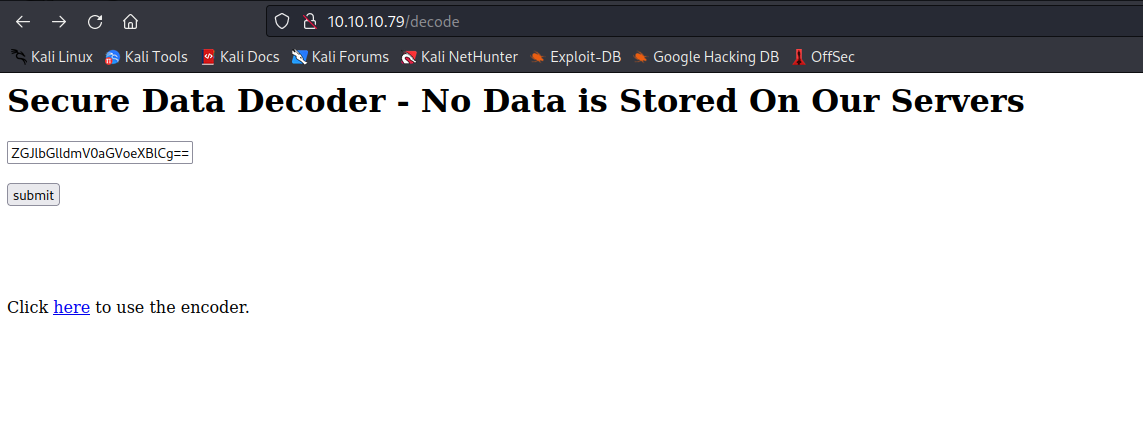 10.10.10.79/decode
Kali Linux Kali Tools Kali Docs Kali Forums Kali NetHunter Exploit-DB Google Hacking DB OffSec
Secure Data Decoder - No Data is Stored On Our Servers
ZGJlbGlldmV0aGVoeXBlCg==
submit
Click here to use the encoder.